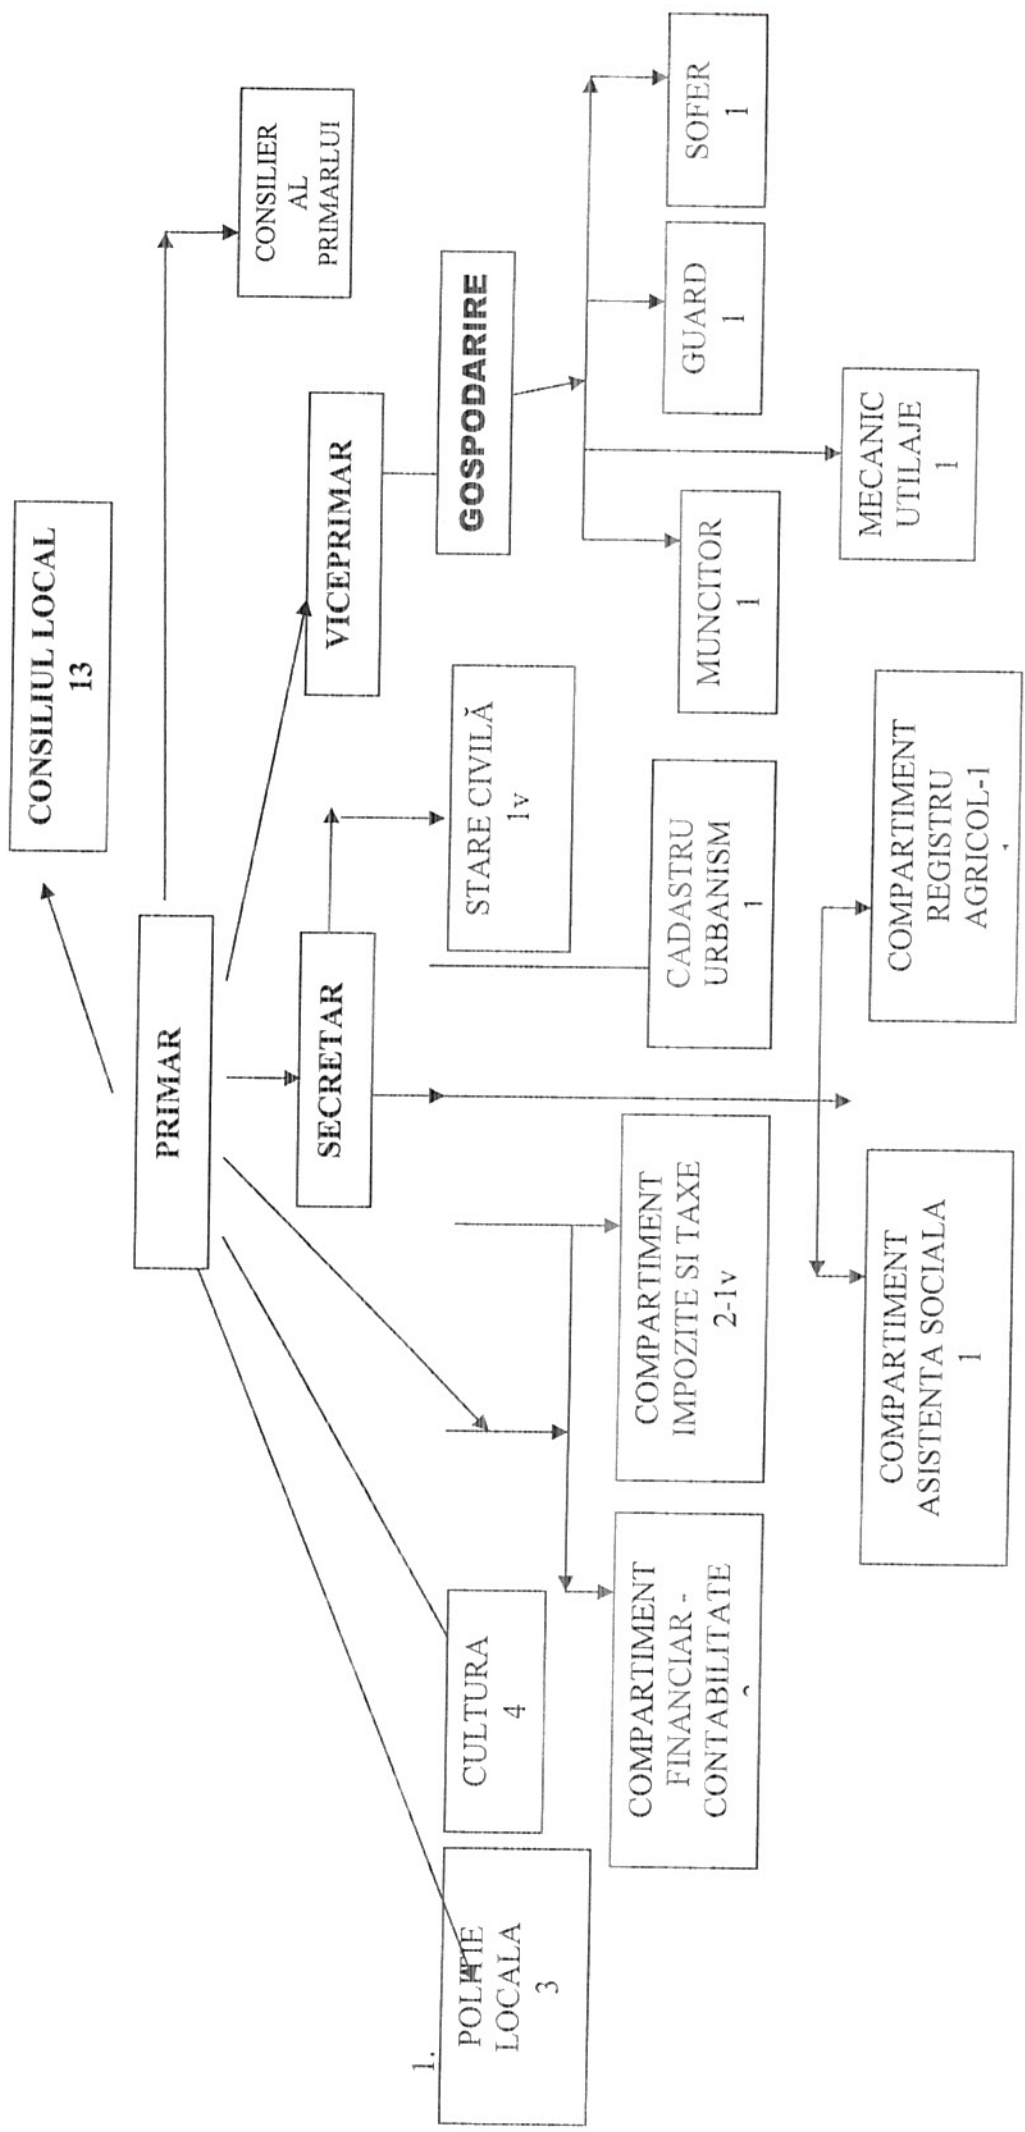 CONSILIUL LOCAL
13
PRIMAR
CONSILIER
AL
PRIMARLUI
SECRETAR
VICEPRIMAR
1.
POLITIE
LOCALA
3
CULTURA
4
STARE CIVILĂ
1v
GOSPODARIRE
COMPARTIMENT
FINANCIAR -
CONTABILITATE
COMPARTIMENT
IMPOZITE SI TAXE
2-1v
CADASTRU
URBANISM
1
MUNCITOR
1
GUARD
1
SOFER
1
COMPARTIMENT
ASISTENTA SOCIALA
1
COMPARTIMENT
REGISTRU
AGRICOL-1
MECANIC
UTILAJE
1